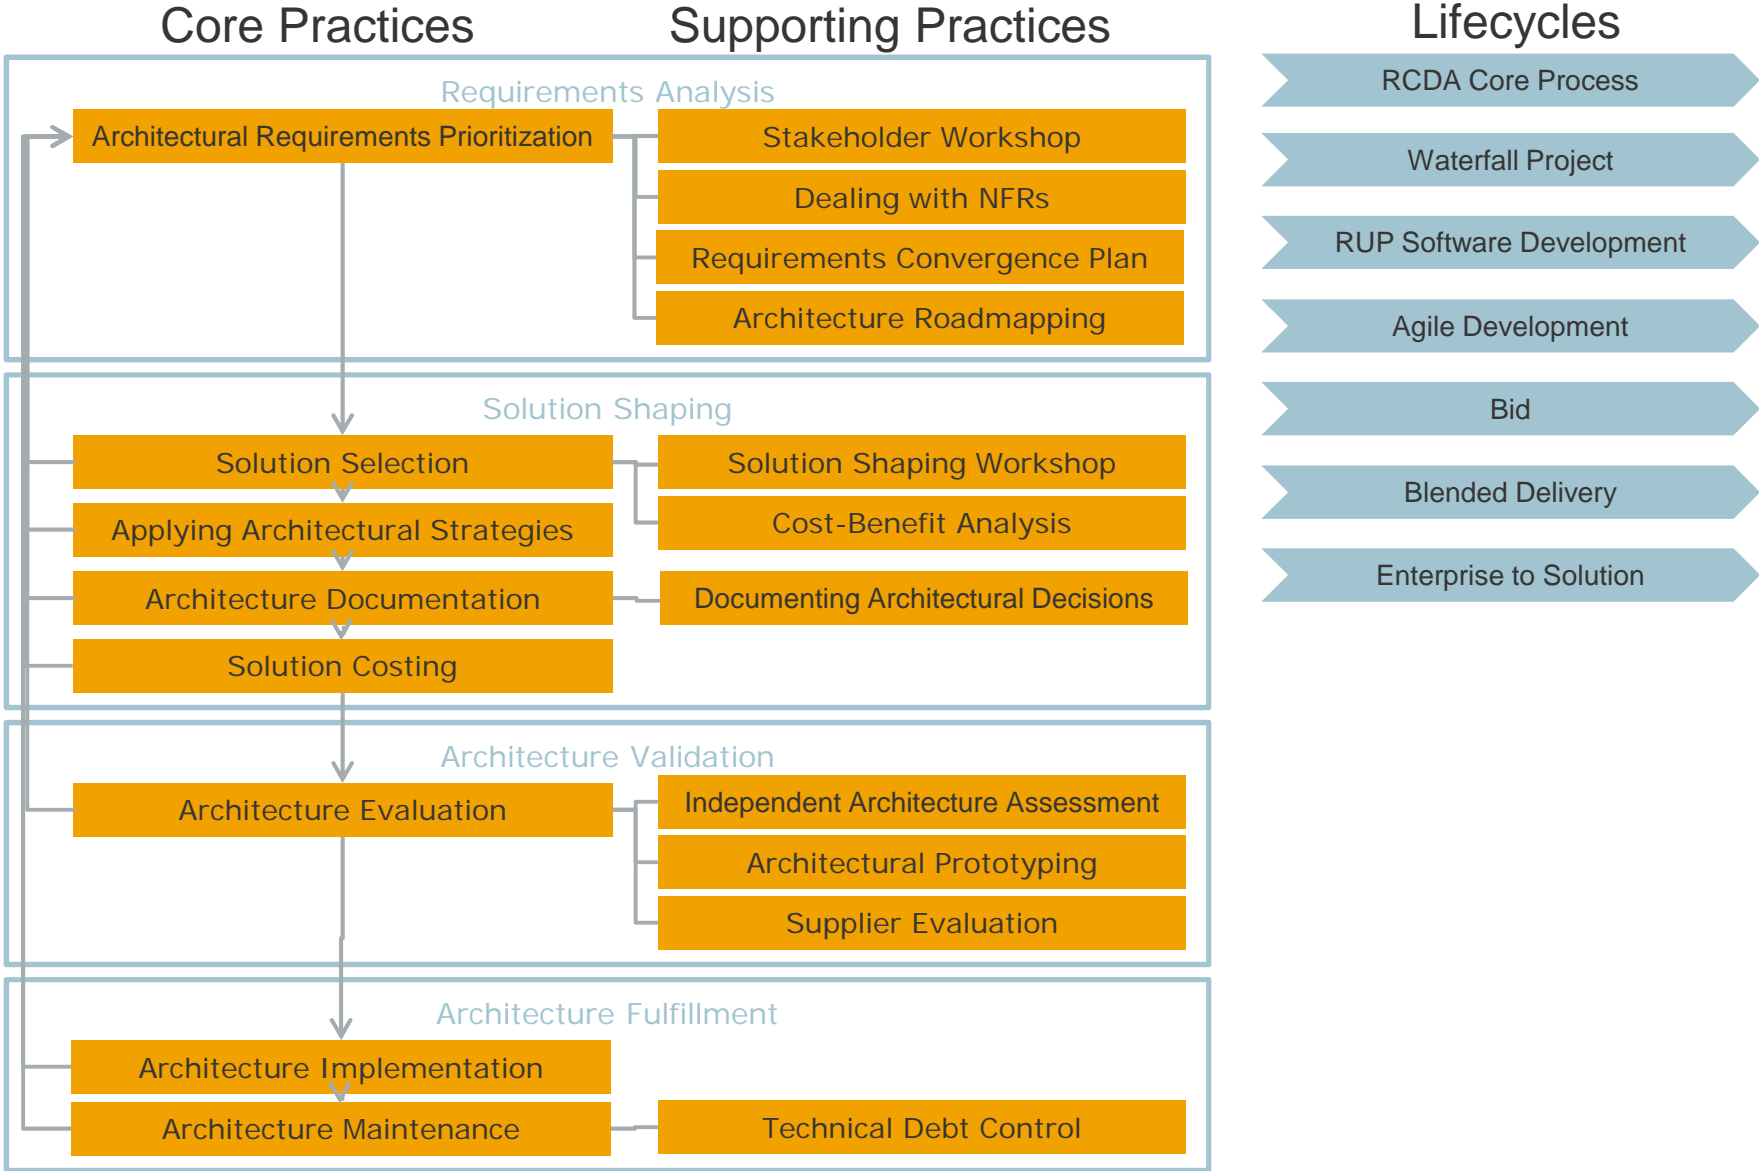 Core Practices
Supporting Practices
Lifecycles
Requirements Analysis
Architectural Requirements Prioritization
Stakeholder Workshop
Dealing with NFRs
Requirements Convergence Plan
Architecture Roadmapping
Solution Shaping
Solution Selection
Solution Shaping Workshop
Cost-Benefit Analysis
Applying Architectural Strategies
Architecture Documentation
Documenting Architectural Decisions
Solution Costing
Architecture Validation
Architecture Evaluation
Independent Architecture Assessment
Architectural Prototyping
Supplier Evaluation
Architecture Fulfillment
Architecture Implementation
Architecture Maintenance
Technical Debt Control
RCDA Core Process
Waterfall Project
RUP Software Development
Agile Development
Bid
Blended Delivery
Enterprise to Solution